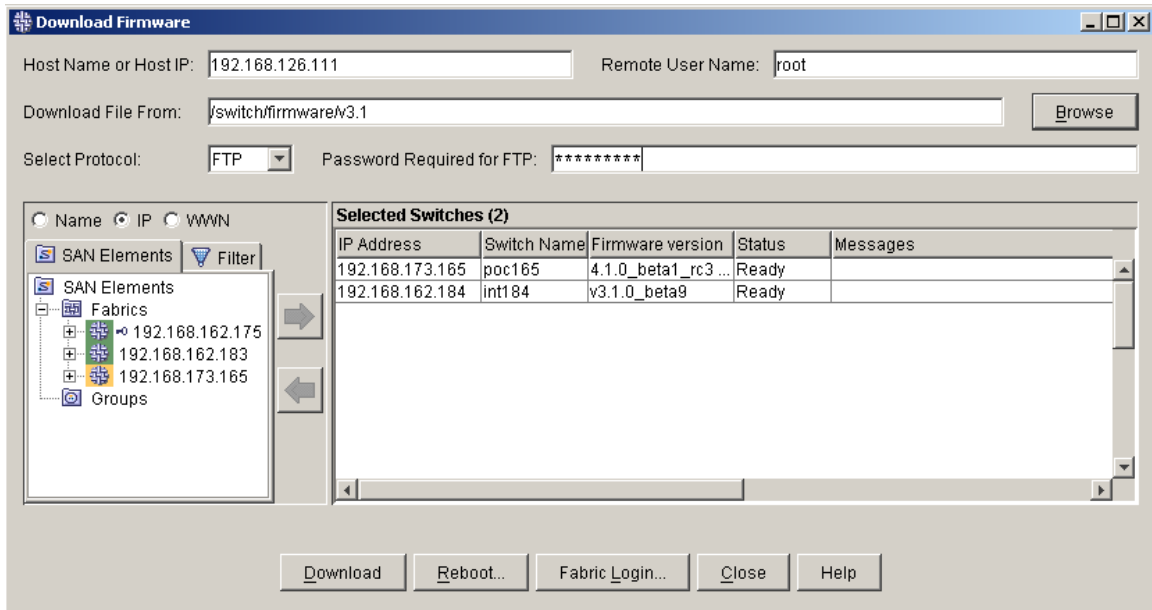 Download Firmware
Host Name or Host IP: 192.168.126.111 Remote User Name: root
Download File From: /switch/firmware/v3.1 Browse
Select Protocol: FTP Password Required for FTP: *********
Name IP WWN
SAN Elements Filter
SAN Elements
Fabrics
192.168.162.175
192.168.162.183
192.168.173.165
Groups
Selected Switches (2)
IP Address Switch Name Firmware version Status Messages
192.168.173.165 poc165 4.1.0_beta1_rc3 ... Ready
192.168.162.184 int184 v3.1.0_beta9 Ready
Download Reboot... Fabric Login... Close Help